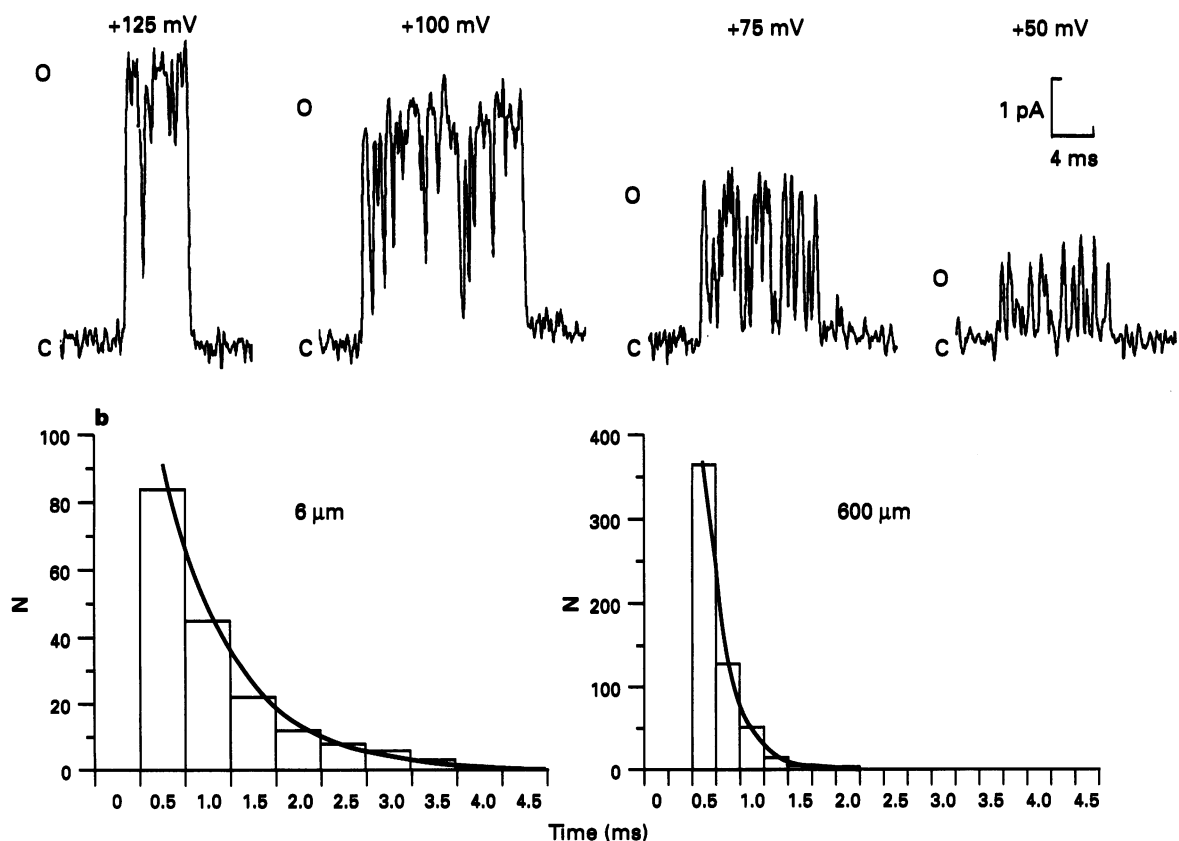 +125 mV +100 mV +75 mV +50 mV
O O O O
1 pA
4 ms
C C C C
b
100 80 60 40 20 0
N
6 μm
0 0.5 1.0 1.5 2.0 2.5 3.0 3.5 4.0 4.5
400 300 200 100 0
N
600 μm
0 0.5 1.0 1.5 2.0 3.0 3.5 4.0 4.5
Time (ms)